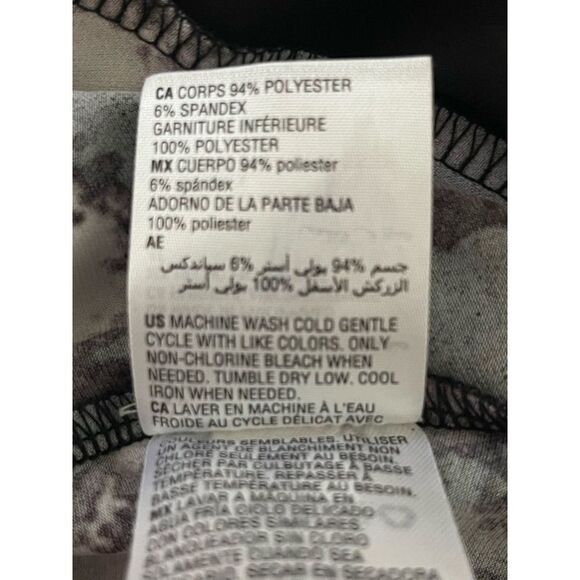 CA CORPS 94% POLYESTER
6% SPANDEX
GARNITURE INFÉRIEURE
100% POLYESTER
MX CUERPO 94% poliester
6% spándex
ADORNO DE LA PARTE BAJA
100% poliester
AE
جسم %94 بولي أستر %6 سباندكس
الزركش الأسفل %100 بولي أستر
US MACHINE WASH COLD GENTLE
CYCLE WITH LIKE COLORS. ONLY
NON-CHLORINE BLEACH WHEN
NEEDED. TUMBLE DRY LOW. COOL
IRON WHEN NEEDED.
CA LAVER EN MACHINE À L'EAU
FROIDE AU CYCLE DÉLICAT AVEC
COULEURS SEMBLABLES. UTILISER
UN AGENT DE BLANCHIMENT NON
CHLORÉ SEULEMENT AU BESOIN.
SÉCHER PAR CULBUTAGE À BASSE
TEMPÉRATURE. REPASSER À
BASSE TEMPÉRATURE AU BESOIN.
MX LAVAR A MÁQUINA EN
AGUA FRÍA CICLO DELICADO
CON COLORES SIMILARES
SOLAMENTE CUANDO SEA
SECAR EN SECADORA